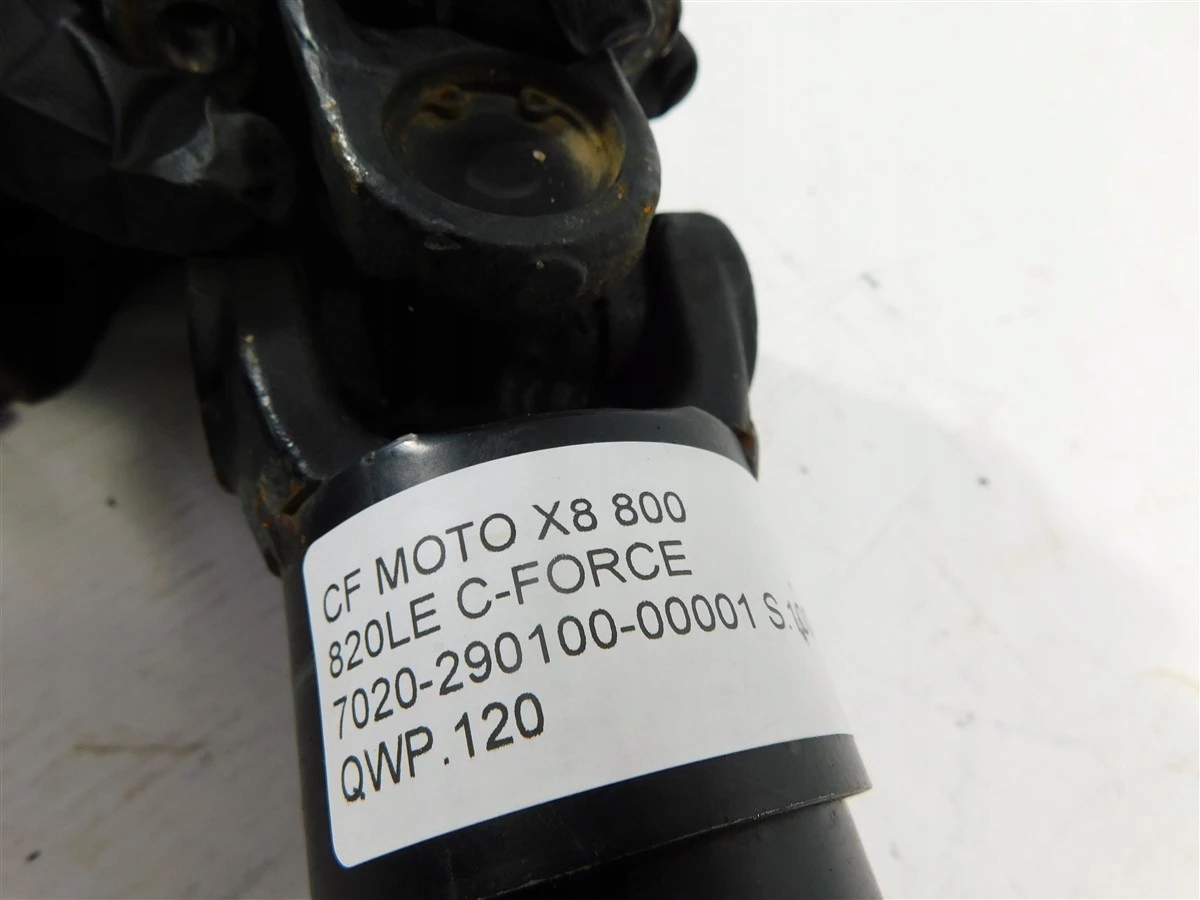 CF MOTO X8 800
820LE C-FORCE
7020-290100-00001
QWP.120